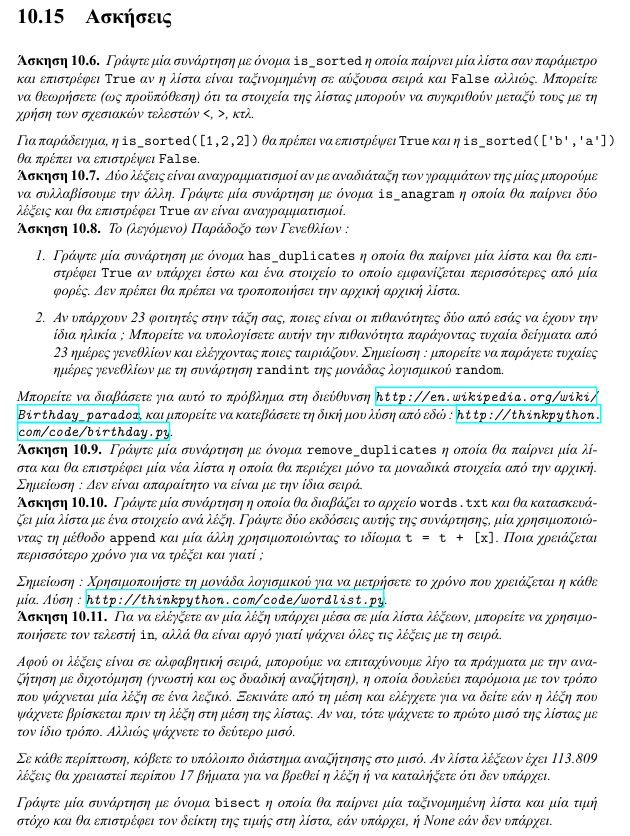 10.15 Ασκήσεις
Άσκηση 10.6. Γράψτε μία συνάρτηση με όνομα is_sorted η οποία παίρνει μία λίστα σαν παράμετρο
και επιστρέφει True αν η λίστα είναι ταξινομημένη σε αύξουσα σειρά και False αλλιώς. Μπορείτε
να θεωρήσετε (ως προϋπόθεση) ότι τα στοιχεία της λίστας μπορούν να συγκριθούν μεταξύ τους με τη
χρήση των σχεσιακών τελεστών <, >, κτλ.
Για παράδειγμα, η is_sorted([1,2,2]) θα πρέπει να επιστρέψει True και η is_sorted(['b','a'])
θα πρέπει να επιστρέψει False.
Άσκηση 10.7. Δύο λέξεις είναι αναγραμματισμοί αν με αναδιάταξη των γραμμάτων της μίας μπορούμε
να συλλαβίσουμε την άλλη. Γράψτε μία συνάρτηση με όνομα is_anagram η οποία θα παίρνει δύο
λέξεις και θα επιστρέφει True αν είναι αναγραμματισμοί.
Άσκηση 10.8. Το (λεγόμενο) Παράδοξο των Γενεθλίων :
1. Γράψτε μία συνάρτηση με όνομα has_duplicates η οποία θα παίρνει μία λίστα και θα επι-
στρέφει True αν υπάρχει έστω και ένα στοιχείο το οποίο εμφανίζεται περισσότερες από μία
φορές. Δεν πρέπει θα πρέπει να τροποποιήσει την αρχική αρχική λίστα.
2. Αν υπάρχουν 23 φοιτητές στην τάξη σας, ποιες είναι οι πιθανότητες δύο από εσάς να έχουν την
ίδια ηλικία ; Μπορείτε να υπολογίσετε αυτήν την πιθανότητα παράγοντας τυχαία δείγματα από
23 ημέρες γενεθλίων και ελέγχοντας ποιες ταιριάζουν. Σημείωση : μπορείτε να παράγετε τυχαίες
ημέρες γενεθλίων με τη συνάρτηση randint της μονάδας λογισμικού random.
Μπορείτε να διαβάσετε για αυτό το πρόβλημα στη διεύθυνση http://en.wikipedia.org/wiki/
Birthday_paradox, και μπορείτε να κατεβάσετε τη δική μου λύση από εδώ : http://thinkpython.
com/code/birthday.py.
Άσκηση 10.9. Γράψτε μία συνάρτηση με όνομα remove_duplicates η οποία θα παίρνει μία λί-
στα και θα επιστρέφει μία νέα λίστα η οποία θα περιέχει μόνο τα μοναδικά στοιχεία από την αρχική.
Σημείωση : Δεν είναι απαραίτητο να είναι με την ίδια σειρά.
Άσκηση 10.10. Γράψτε μία συνάρτηση η οποία θα διαβάζει το αρχείο words.txt και θα κατασκευά-
ζει μία λίστα με ένα στοιχείο ανά λέξη. Γράψτε δύο εκδόσεις αυτής της συνάρτησης, μία χρησιμοποιώ-
ντας τη μέθοδο append και μία άλλη χρησιμοποιώντας το ιδίωμα t = t + [x]. Ποια χρειάζεται
περισσότερο χρόνο για να τρέξει και γιατί ;
Σημείωση : Χρησιμοποιήστε τη μονάδα λογισμικού για να μετρήσετε το χρόνο που χρειάζεται η κάθε
μία. Λύση : http://thinkpython.com/code/wordlist.py.
Άσκηση 10.11. Για να ελέγξετε αν μία λέξη υπάρχει μέσα σε μία λίστα λέξεων, μπορείτε να χρησιμο-
ποιήσετε τον τελεστή in, αλλά θα είναι αργό γιατί ψάχνει όλες τις λέξεις με τη σειρά.
Αφού οι λέξεις είναι σε αλφαβητική σειρά, μπορούμε να επιταχύνουμε λίγο τα πράγματα με την ανα-
ζήτηση με διχοτόμηση (γνωστή και ως δυαδική αναζήτηση), η οποία δουλεύει παρόμοια με τον τρόπο
που ψάχνεται μία λέξη σε ένα λεξικό. Ξεκινάτε από τη μέση και ελέγχετε για να δείτε εάν η λέξη που
ψάχνετε βρίσκεται πριν τη λέξη στη μέση της λίστας. Αν ναι, τότε ψάχνετε το πρώτο μισό της λίστας με
τον ίδιο τρόπο. Αλλιώς ψάχνετε το δεύτερο μισό.
Σε κάθε περίπτωση, κόβετε το υπόλοιπο διάστημα αναζήτησης στο μισό. Αν λίστα λέξεων έχει 113.809
λέξεις θα χρειαστεί περίπου 17 βήματα για να βρεθεί η λέξη ή να καταλήξετε ότι δεν υπάρχει.
Γράψτε μία συνάρτηση με όνομα bisect η οποία θα παίρνει μία ταξινομημένη λίστα και μία τιμή
στόχο και θα επιστρέφει τον δείκτη της τιμής στη λίστα, εάν υπάρχει, ή None εάν δεν υπάρχει.